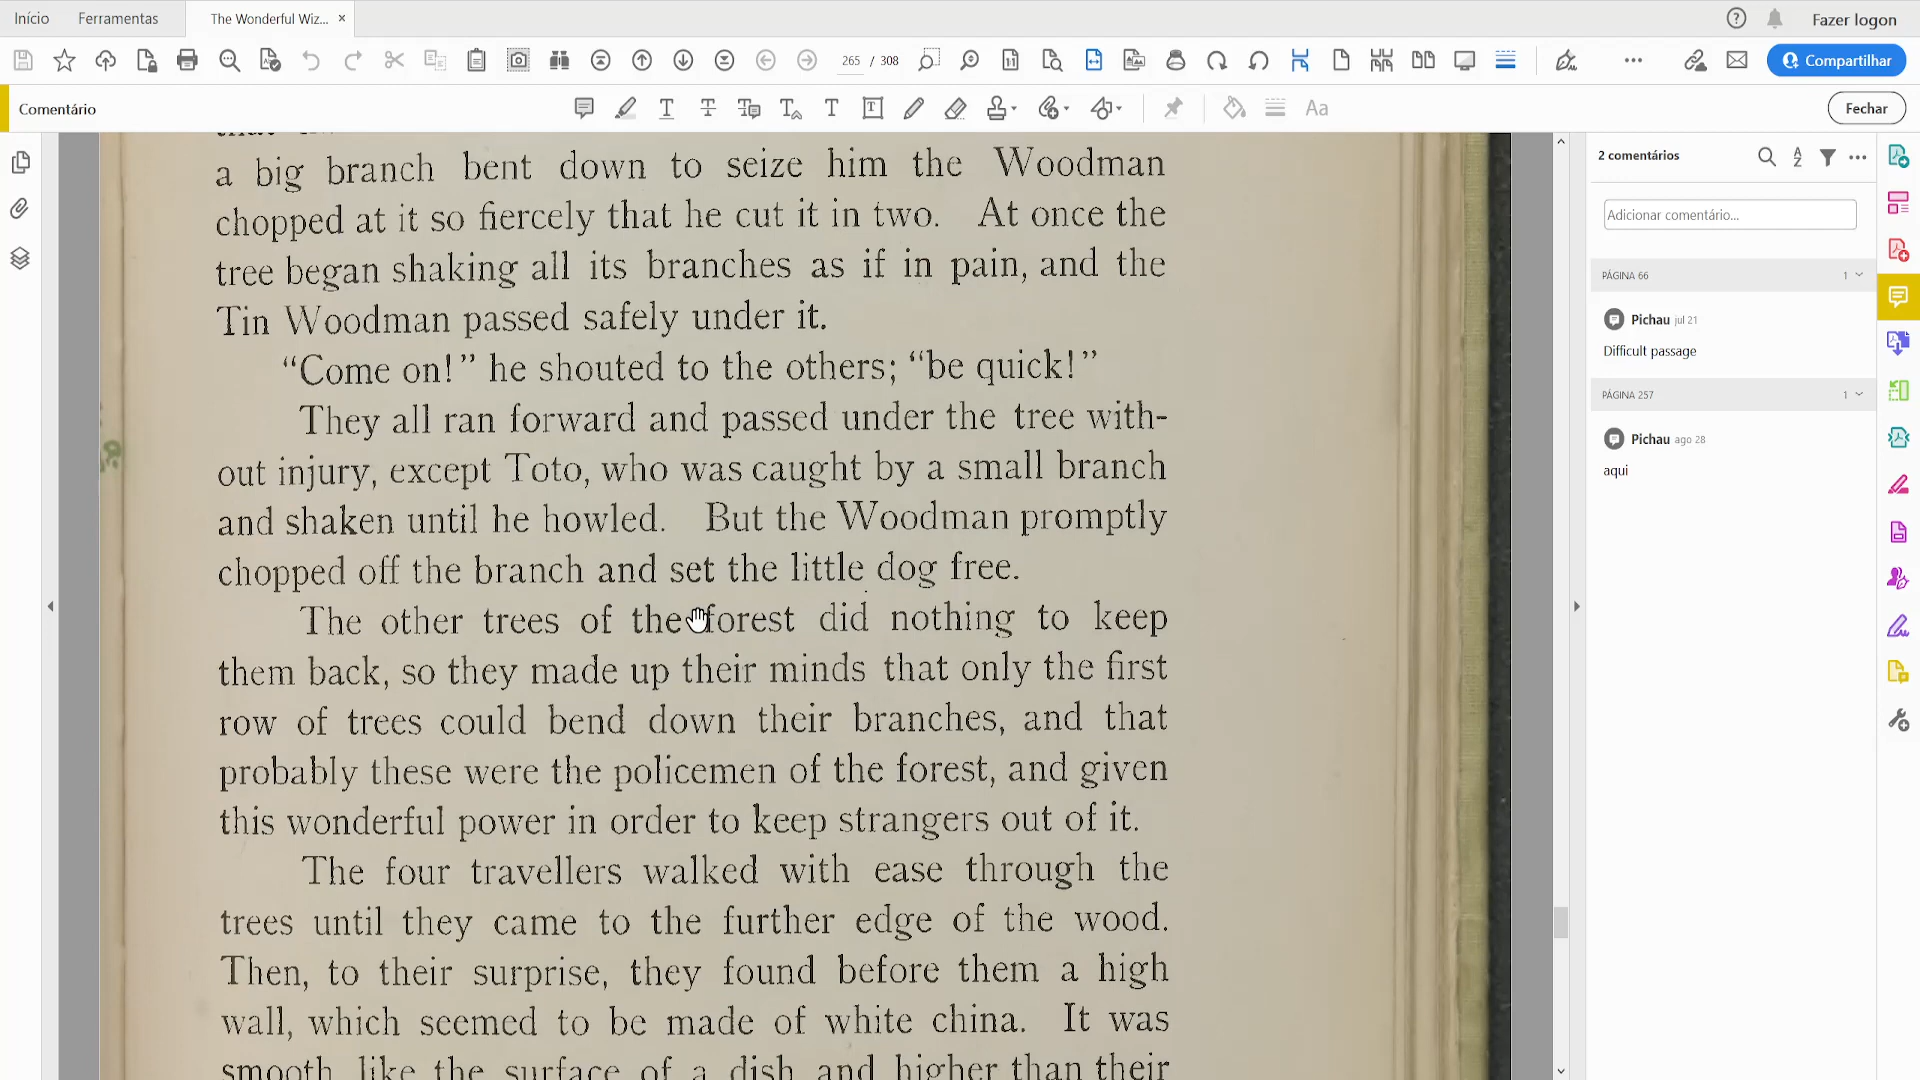 Início
Ferramentas
The Wonderful Wiz... ×
Fazer logon
265 / 308
Compartilhar
Comentário
Aa
Fechar
a big branch bent down to seize him the Woodman
chopped at it so fiercely that he cut it in two. At once the
tree began shaking all its branches as if in pain, and the
Tin Woodman passed safely under it.
“Come on!” he shouted to the others; “be quick!”
They all ran forward and passed under the tree with-
out injury, except Toto, who was caught by a small branch
and shaken until he howled. But the Woodman promptly
chopped off the branch and set the little dog free.
The other trees of the forest did nothing to keep
them back, so they made up their minds that only the first
row of trees could bend down their branches, and that
probably these were the policemen of the forest, and given
this wonderful power in order to keep strangers out of it.
The four travellers walked with ease through the
trees until they came to the further edge of the wood.
Then, to their surprise, they found before them a high
wall, which seemed to be made of white china. It was
smooth, like the surface of a dish, and higher than their
2 comentários
Adicionar comentário...
PÁGINA 66 1
Pichau jul 21
Difficult passage
PÁGINA 257 1
Pichau ago 28
aqui